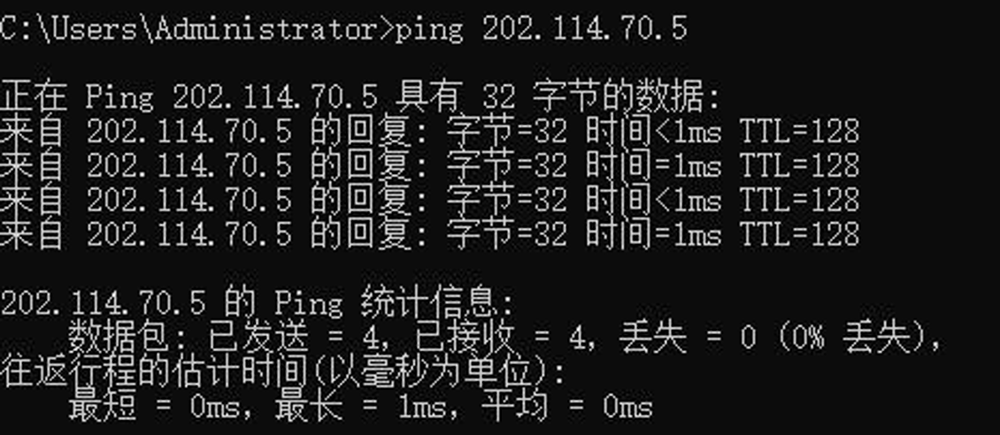 C:\Users\Administrator>ping 202.114.70.5
正在 Ping 202.114.70.5 具有 32 字节的数据:
来自 202.114.70.5 的回复: 字节=32 时间<1ms TTL=128
来自 202.114.70.5 的回复: 字节=32 时间=1ms TTL=128
来自 202.114.70.5 的回复: 字节=32 时间<1ms TTL=128
来自 202.114.70.5 的回复: 字节=32 时间=1ms TTL=128
202.114.70.5 的 Ping 统计信息:
数据包: 已发送 = 4, 已接收 = 4, 丢失 = 0 (0% 丢失),
往返行程的估计时间(以毫秒为单位):
最短 = 0ms, 最长 = 1ms, 平均 = 0ms